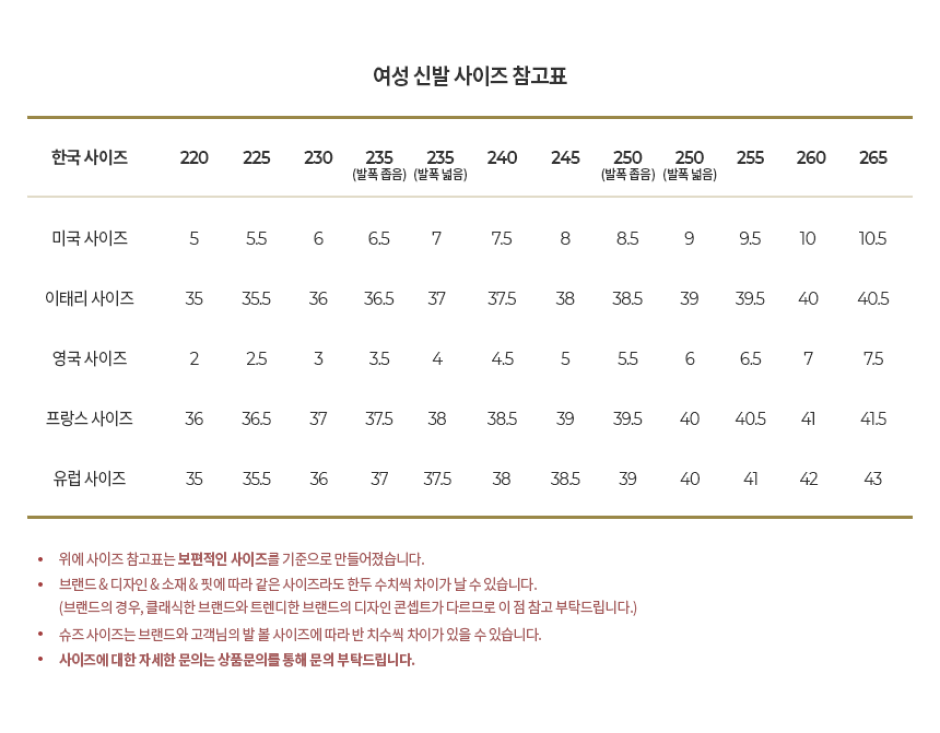 여성 신발 사이즈 참고표
한국 사이즈 220 225 230 235 235 240 245 250 250 255 260 265
(발폭 좁음) (발폭 넓음) (발폭 좁음) (발폭 넓음)
미국 사이즈 5 5.5 6 6.5 7 7.5 8 8.5 9 9.5 10 10.5
이태리 사이즈 35 35.5 36 36.5 37 37.5 38 38.5 39 39.5 40 40.5
영국 사이즈 2 2.5 3 3.5 4 4.5 5 5.5 6 6.5 7 7.5
프랑스 사이즈 36 36.5 37 37.5 38 38.5 39 39.5 40 40.5 41 41.5
유럽 사이즈 35 35.5 36 37 37.5 38 38.5 39 40 41 42 43
• 위에 사이즈 참고표는 보편적인 사이즈를 기준으로 만들어졌습니다.
• 브랜드 & 디자인 & 소재 & 핏에 따라 같은 사이즈라도 한두 수치씩 차이가 날 수 있습니다.
(브랜드의 경우, 클래식한 브랜드와 트렌디한 브랜드의 디자인 콘셉트가 다르므로 이 점 참고 부탁드립니다.)
• 슈즈 사이즈는 브랜드와 고객님의 발 볼 사이즈에 따라 반 치수씩 차이가 있을 수 있습니다.
• 사이즈에 대한 자세한 문의는 상품문의를 통해 문의 부탁드립니다.